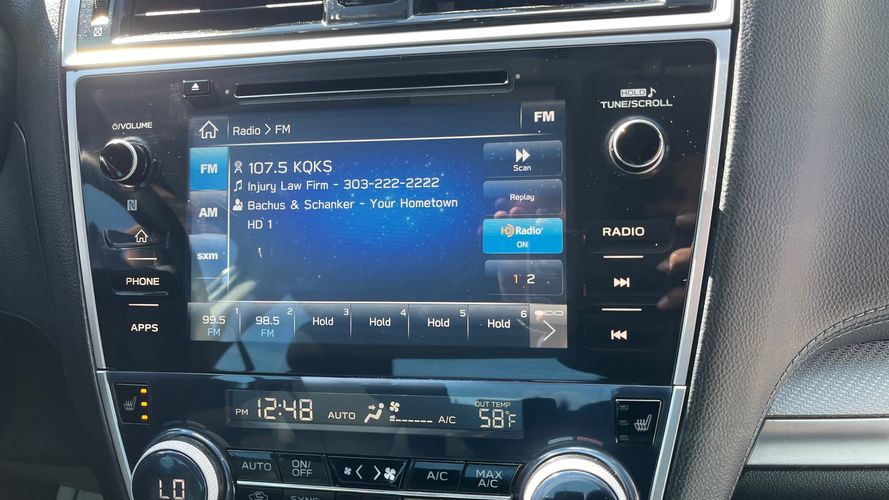 HOLD
TUNE/SCROLL
/VOLUME
Radio > FM
FM
FM
107.5 KQKS
Scan
Injury Law Firm - 303-222-2222
AM
Bachus & Schanker - Your Hometown
Replay
HD 1
HD Radio
ON
RADIO
sxm
PHONE
1 2
APPS
99.5 FM 1
98.5 FM 2
Hold 3
Hold 4
Hold 5
Hold 6
PM 12:48 AUTO A/C OUT TEMP 58°F
LO
AUTO
ON/OFF
A/C
MAX A/C
SYNC